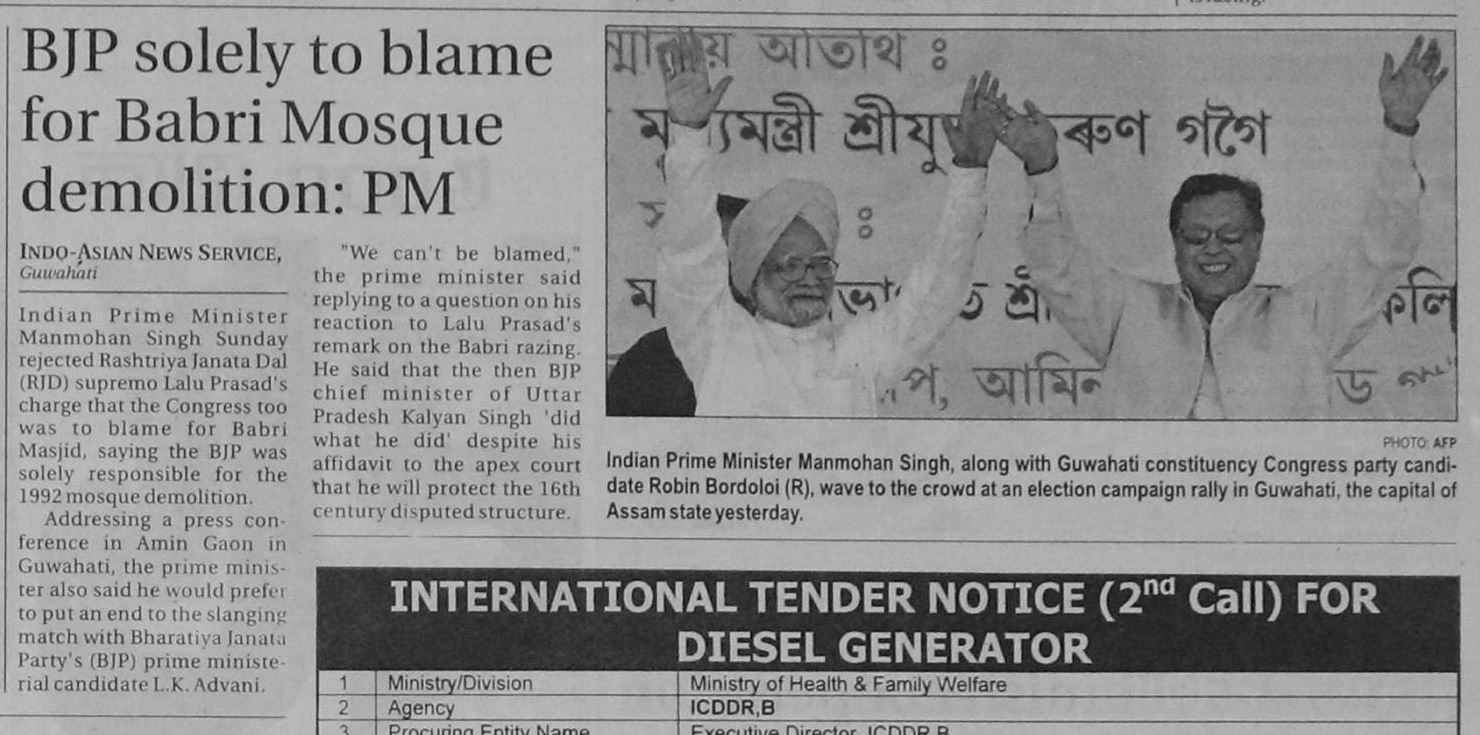 BJP solely to blame
for Babri Mosque
demolition: PM
INDO-ASIAN NEWS SERVICE,
Guwahati
Indian Prime Minister
Manmohan Singh Sunday
rejected Rashtriya Janata Dal
(RJD) supremo Lalu Prasad's
charge that the Congress too
was to blame for Babri
Masjid, saying the BJP was
solely responsible for the
1992 mosque demolition.
Addressing a press con-
ference in Amin Gaon in
Guwahati, the prime minis-
ter also said he would prefer
to put an end to the slanging
match with Bharatiya Janata
Party's (BJP) prime ministe-
rial candidate L.K. Advani.
"We can't be blamed,"
the prime minister said
replying to a question on his
reaction to Lalu Prasad's
remark on the Babri razing.
He said that the then BJP
chief minister of Uttar
Pradesh Kalyan Singh 'did
what he did' despite his
affidavit to the apex court
that he will protect the 16th
century disputed structure.
শ্ৰীযু ৰুণ গগৈ
PHOTO: AFP
Indian Prime Minister Manmohan Singh, along with Guwahati constituency Congress party candi-
date Robin Bordoloi (R), wave to the crowd at an election campaign rally in Guwahati, the capital of
Assam state yesterday.
INTERNATIONAL TENDER NOTICE (2nd Call) FOR
DIESEL GENERATOR
1 Ministry/Division Ministry of Health & Family Welfare
2 Agency ICDDR,B
3 Procuring Entity Name Executive Director, ICDDR,B